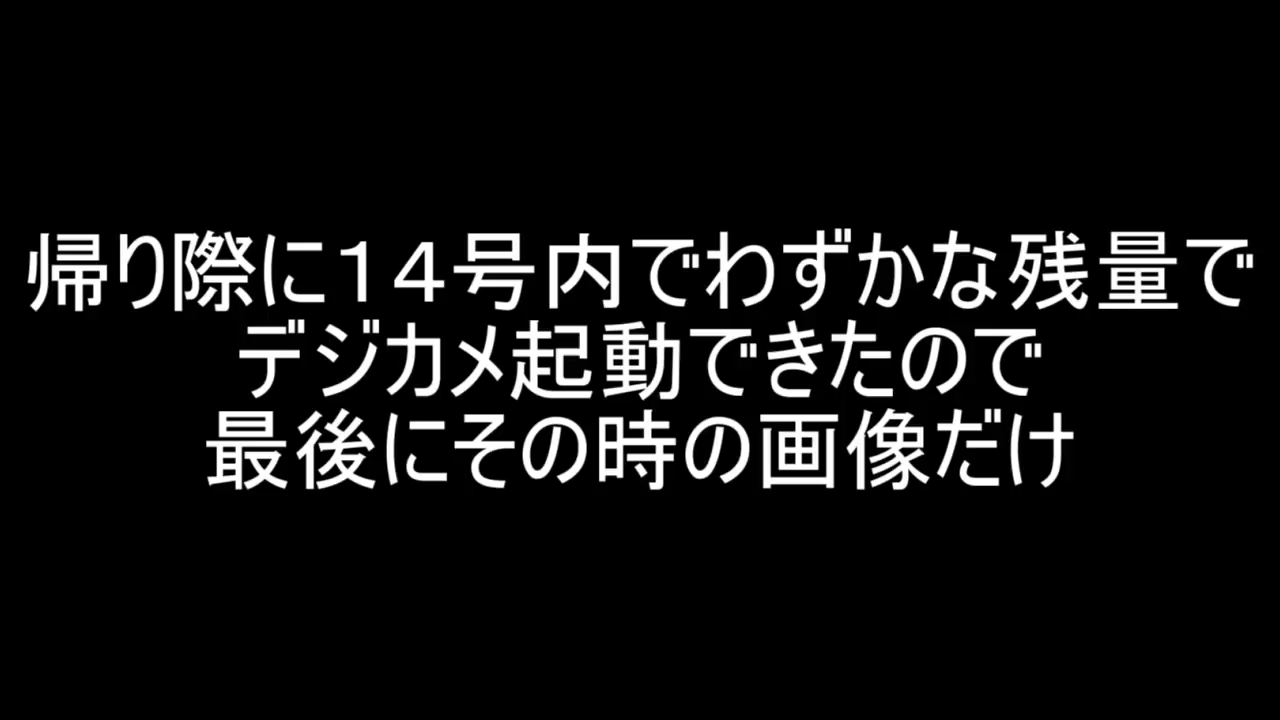 帰り際に１４号内でわずかな残量で
デジカメ起動できたので
最後にその時の画像だけ